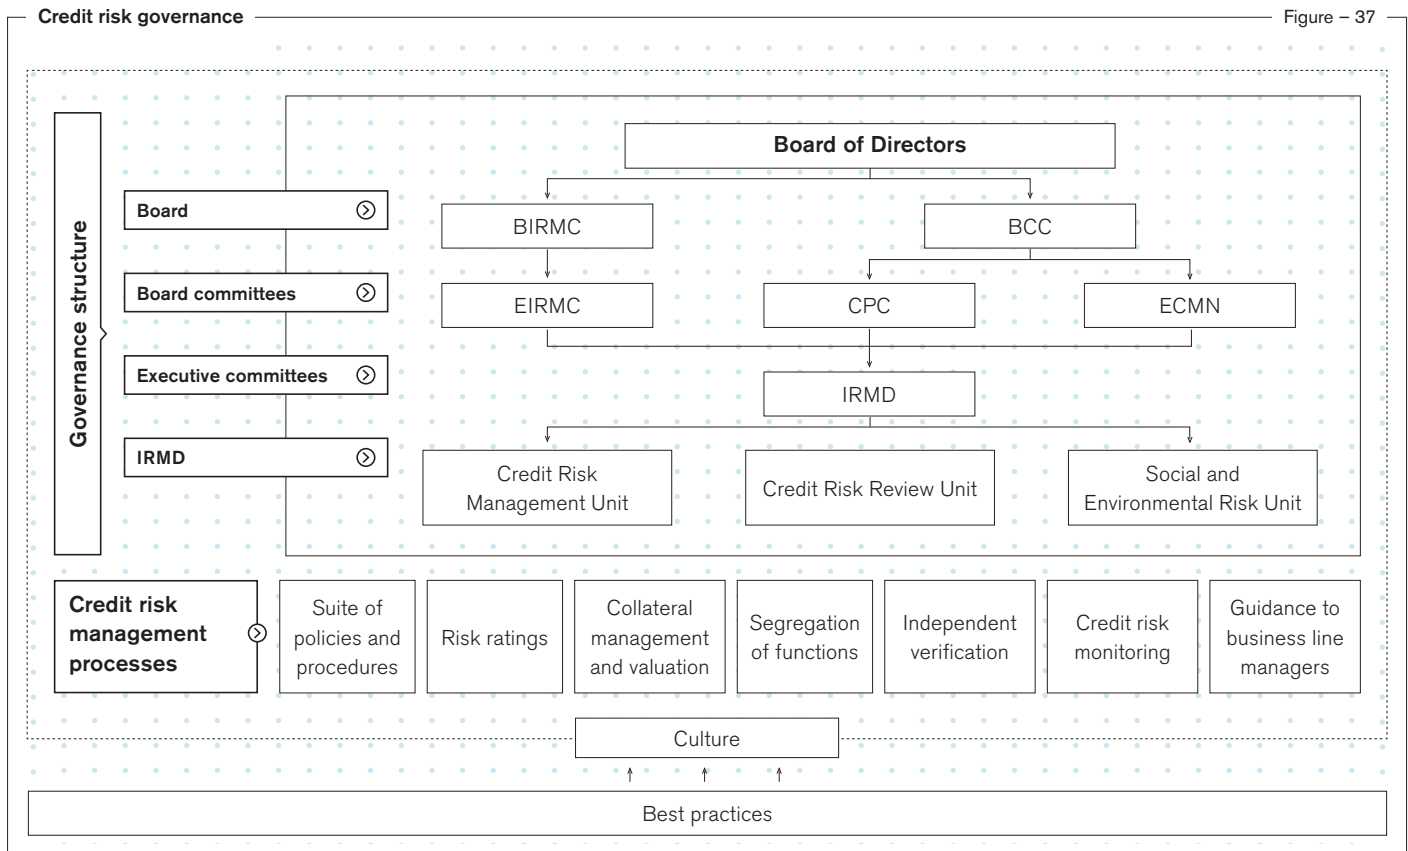 Credit risk governance
Figure – 37
Governance structure
Board
Board committees
Executive committees
IRMD
Board of Directors
BIRMC
BCC
EIRMC
CPC
ECMN
IRMD
Credit Risk
Management Unit
Credit Risk Review Unit
Social and
Environmental Risk Unit
Credit risk
management
processes
Suite of
policies and
procedures
Risk ratings
Collateral
management
and valuation
Segregation
of functions
Independent
verification
Credit risk
monitoring
Guidance to
business line
managers
Culture
Best practices